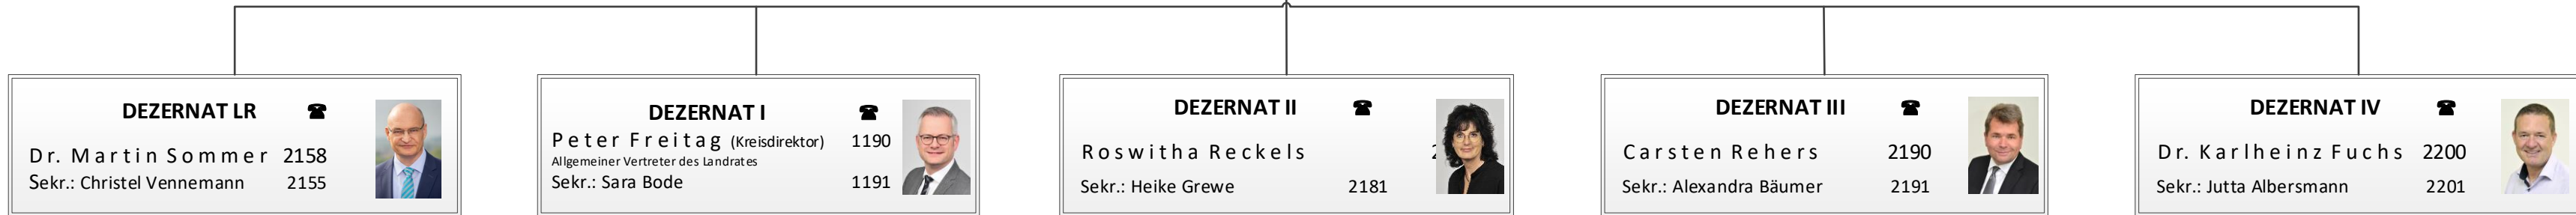 DEZERNAT LR ☎
Dr. Martin Sommer 2158
Sekr.: Christel Vennemann 2155
DEZERNAT I ☎
Peter Freitag (Kreisdirektor) 1190
Allgemeiner Vertreter des Landrates
Sekr.: Sara Bode 1191
DEZERNAT II ☎
Roswitha Reckels
Sekr.: Heike Grewe 2181
DEZERNAT III ☎
Carsten Rehers 2190
Sekr.: Alexandra Bäumer 2191
DEZERNAT IV ☎
Dr. Karlheinz Fuchs 2200
Sekr.: Jutta Albersmann 2201